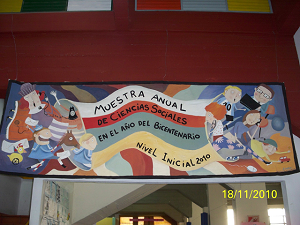 MUESTRA ANUAL
DE CIENCIAS SOCIALES
EN EL AÑO DEL BICENTENARIO
NIVEL INICIAL 2010
18/11/2010